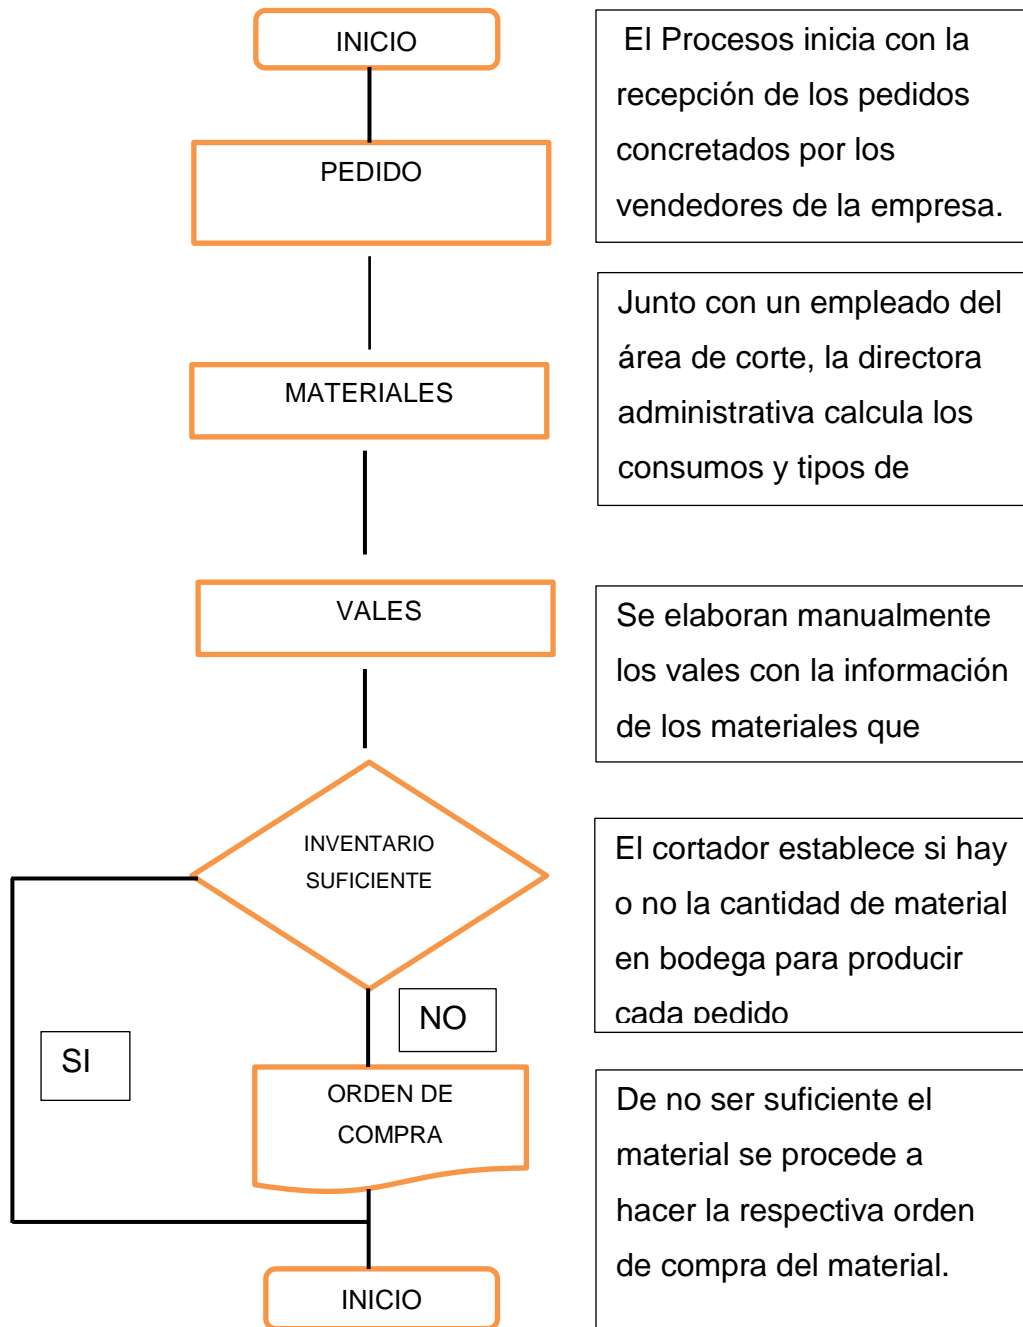 INICIO
El Procesos inicia con la
recepción de los pedidos
concretados por los
vendedores de la empresa.
PEDIDO
Junto con un empleado del
área de corte, la directora
administrativa calcula los
consumos y tipos de
MATERIALES
VALES
Se elaboran manualmente
los vales con la información
de los materiales que
INVENTARIO
SUFICIENTE
El cortador establece si hay
o no la cantidad de material
en bodega para producir
cada pedido
NO
SI
ORDEN DE
COMPRA
De no ser suficiente el
material se procede a
hacer la respectiva orden
de compra del material.
INICIO